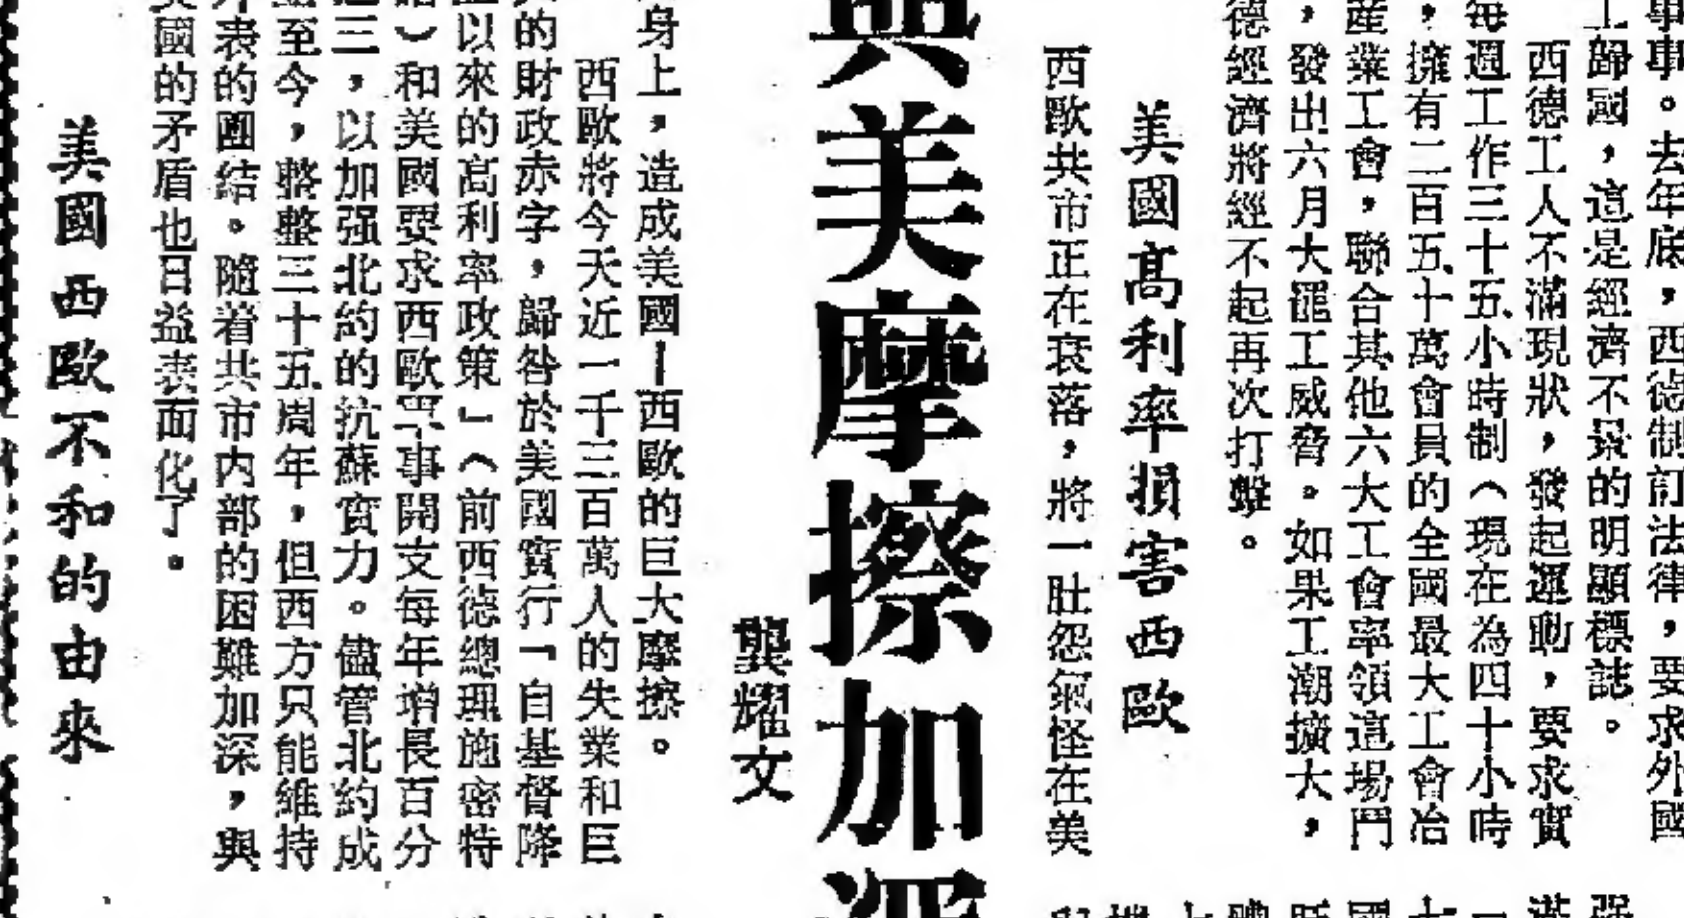 事事。去年底，西德制訂法律，要求外國
工歸國，這是經濟不景的明顯標誌。
西德工人不滿現狀，發起運動，要求實
每週工作三十五小時制（現在為四十小時
，擁有二百五十萬會員的全國最大工會冶
產業工會，聯合其他六大工會率領這場鬥
，發出六月大罷工威脅。如果工潮擴大，
德經濟將經不起再次打擊。
美國高利率損害西歐
西歐共市正在衰落，將一肚怨氣怪在美
與美摩擦加深
龔耀文
身上，造成美國—西歐的巨大摩擦。
西歐將今天近一千三百萬人的失業和巨
的財政赤字，歸咎於美國實行「自基督降
以來的高利率政策」（前西德總理施密特
）和美國要求西歐軍事開支每年增長百分
三，以加强北約的抗蘇實力。儘管北約成
至今，整整三十五周年，但西方只能維持
表的團結。隨着共市内部的困難加深，與
美國的矛盾也日益表面化了。
美國西歐不和的由來